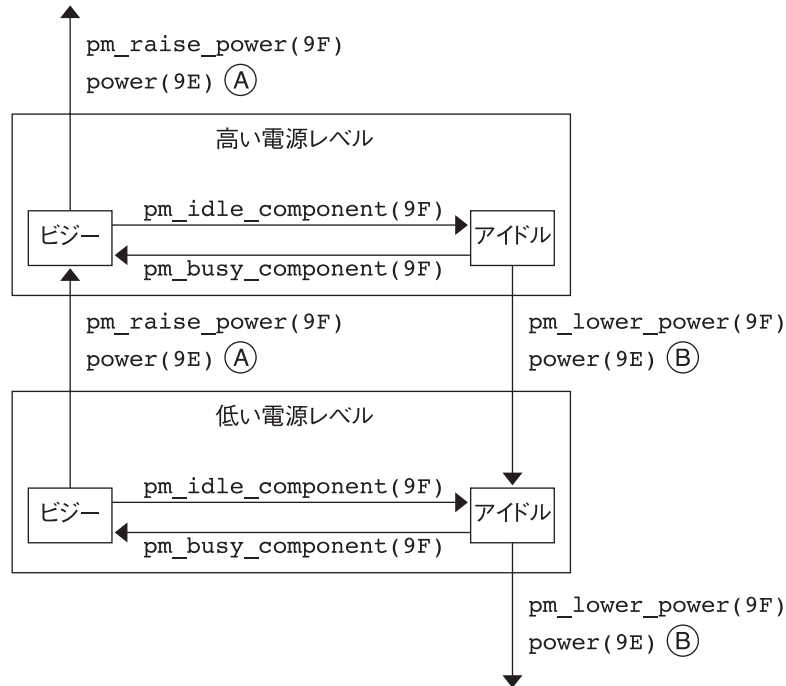 pm_raise_power(9F)
power(9E) Ⓐ
高い電源レベル
pm_idle_component(9F)
ビジー
アイドル
pm_busy_component(9F)
pm_raise_power(9F)
power(9E) Ⓐ
pm_lower_power(9F)
power(9E) Ⓑ
低い電源レベル
pm_idle_component(9F)
ビジー
アイドル
pm_busy_component(9F)
pm_lower_power(9F)
power(9E) Ⓑ